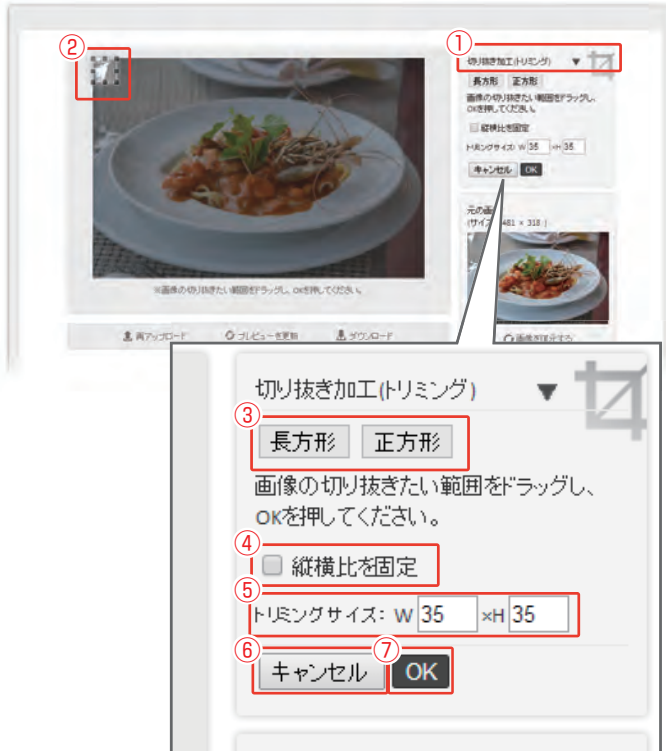 ②
①
切り抜き加工(トリミング) ▼
長方形 正方形
画像の切り抜きたい範囲をドラッグし、
OKを押してください。
縦横比を固定
トリミングサイズ: W 35 ×H 35
キャンセル OK
元の画
(サイズ 481 × 318 )
※画像の切り抜きたい範囲をドラッグし、OKを押してください。
再アップロード プレビューを更新 ダウンロード
切り抜き加工(トリミング) ▼
③
長方形 正方形
画像の切り抜きたい範囲をドラッグし、
OKを押してください。
④
縦横比を固定
⑤
トリミングサイズ: W 35 ×H 35
⑥ ⑦
キャンセル OK